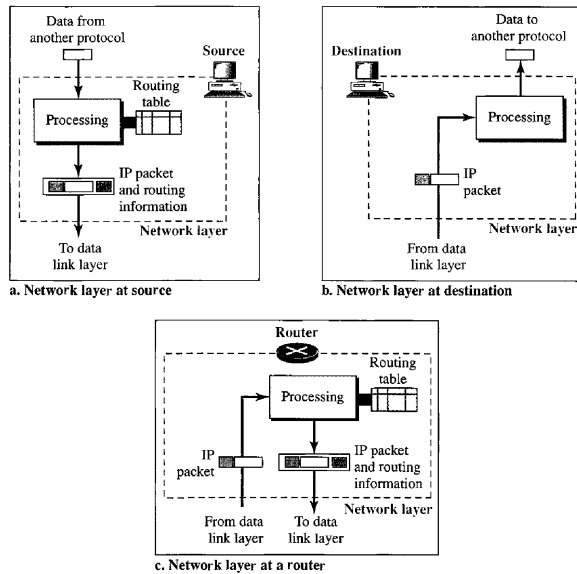 Data from
another protocol
Source
Routing
table
Processing
IP packet
and routing
information
Network layer
To data
link layer
a. Network layer at source
Data to
another protocol
Destination
Processing
IP
packet
Network layer
From data
link layer
b. Network layer at destination
Router
Routing
table
Processing
IP
packet
IP packet
and routing
information
Network layer
From data
link layer
To data
link layer
c. Network layer at a router